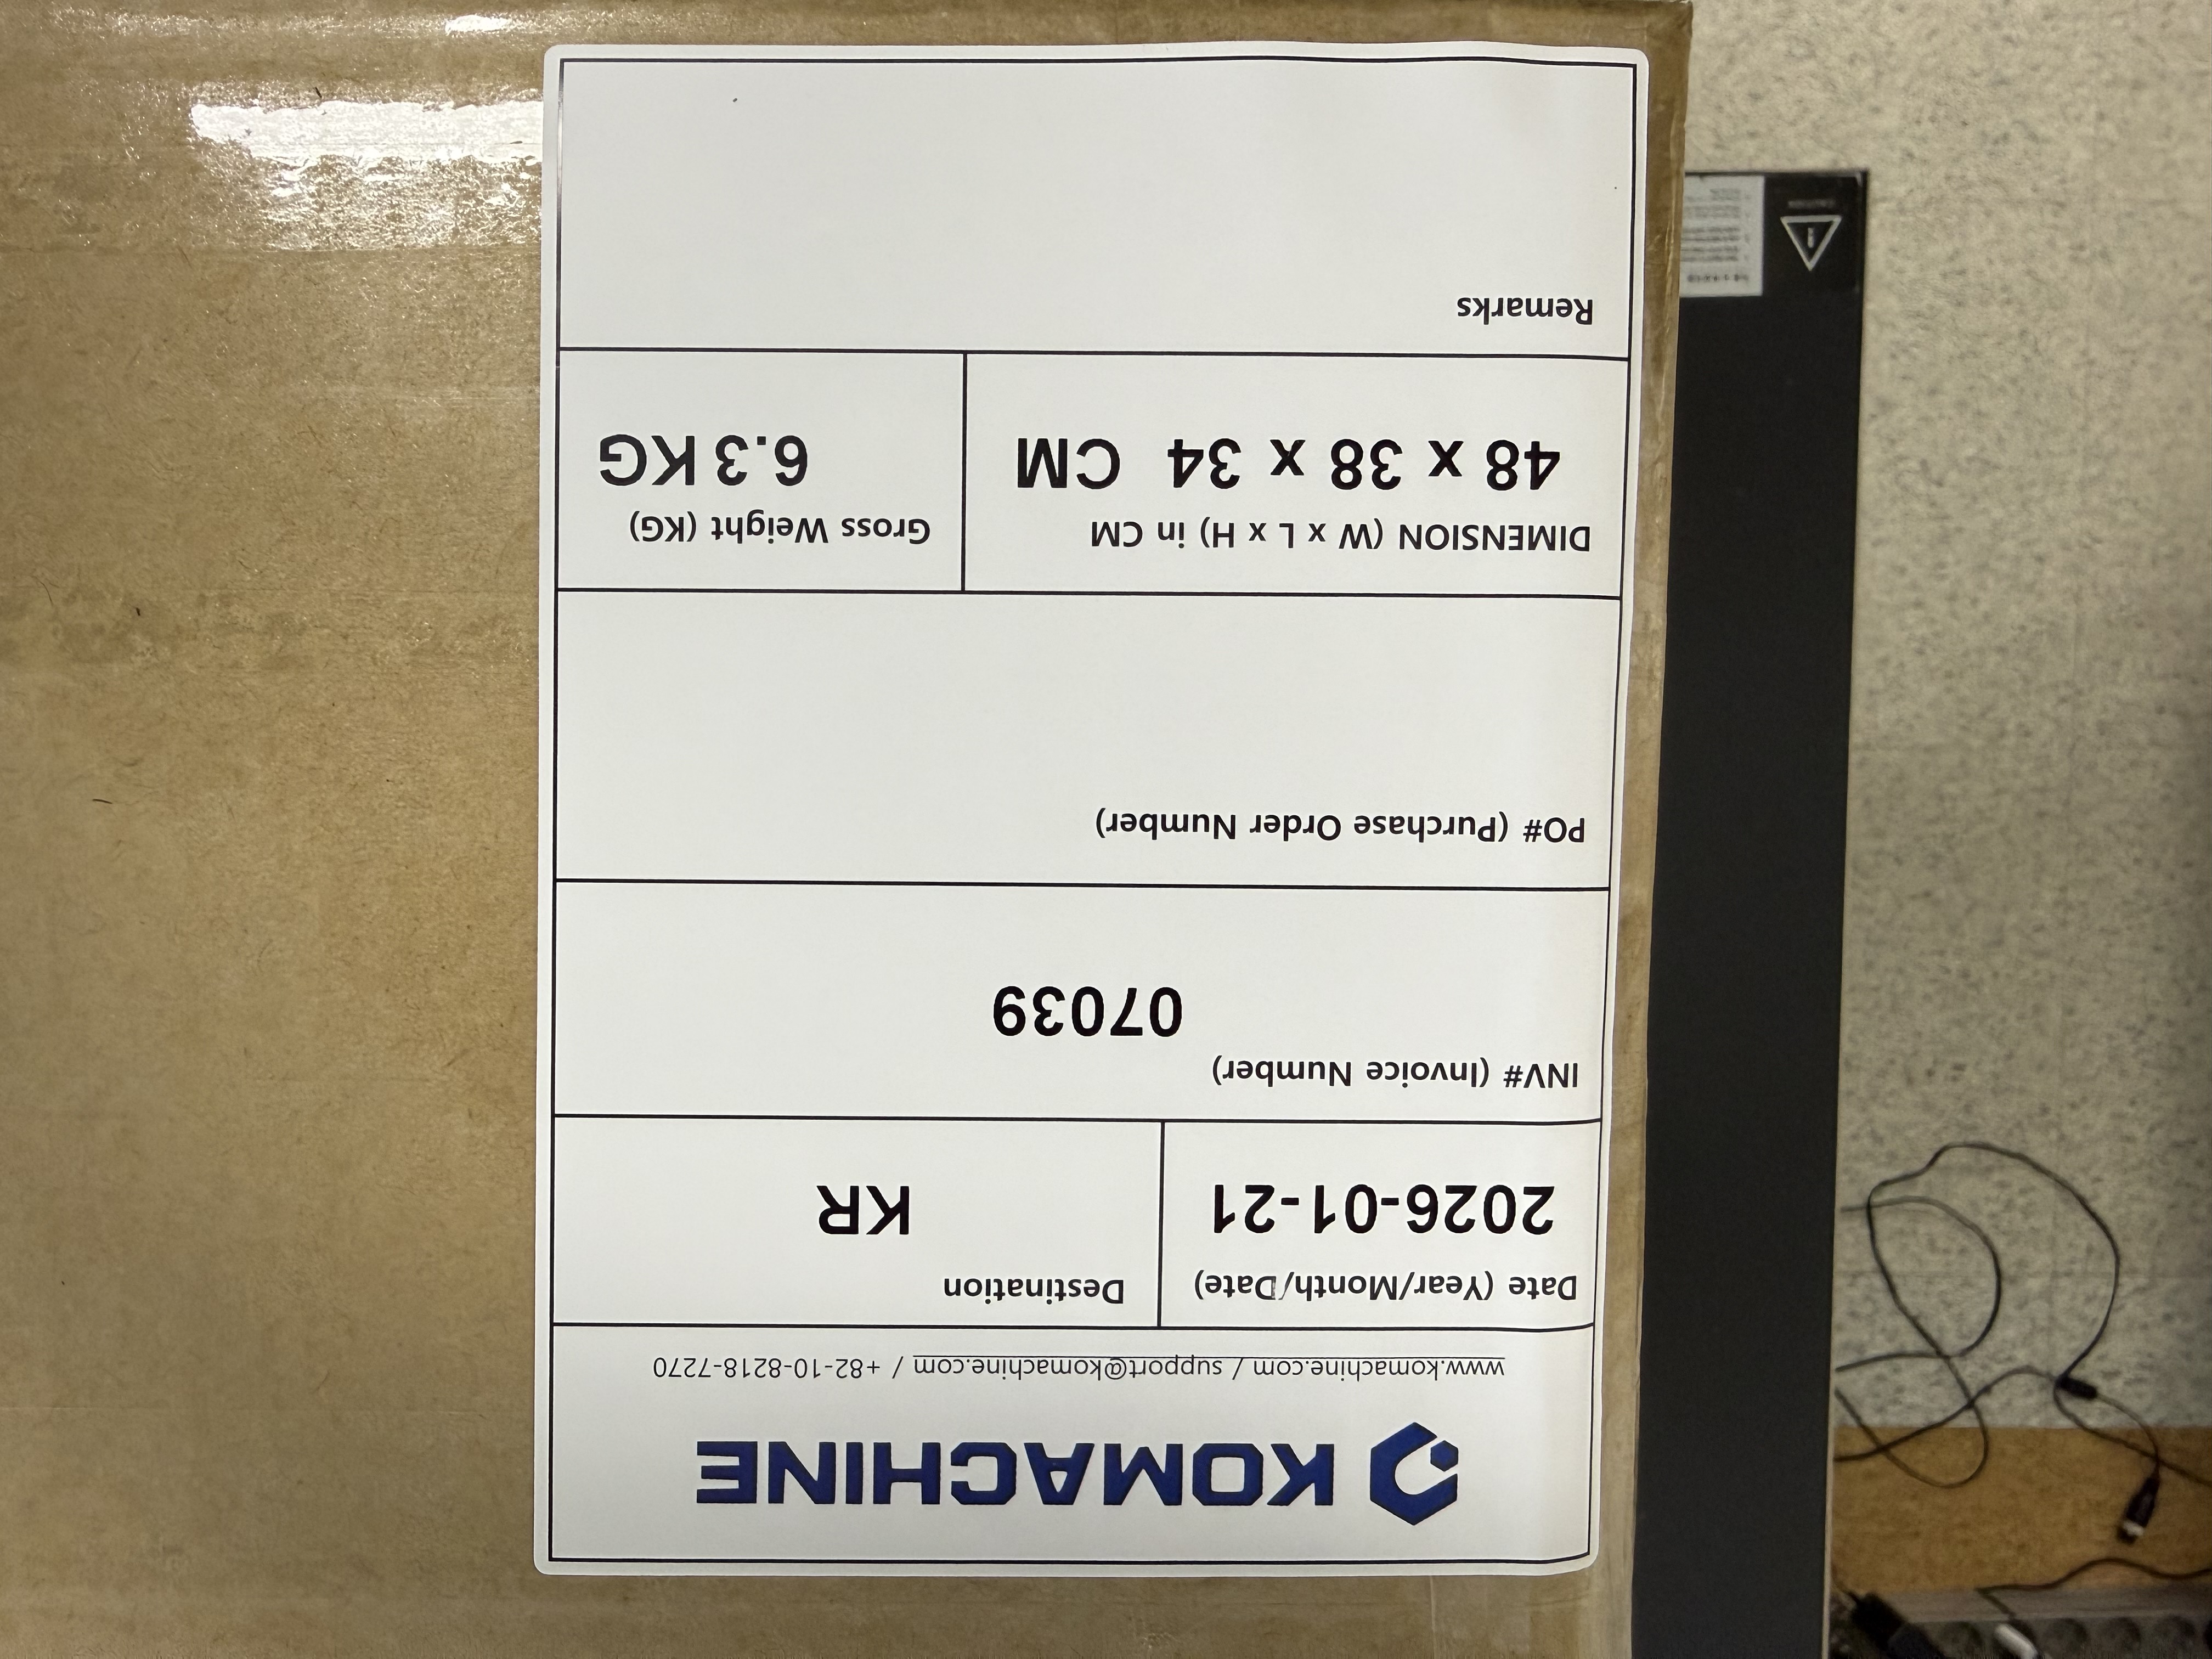 KOMACHINE
www.komachine.com / support@komachine.com / +82-10-8218-7270
Date (Year/Month/Date)
2026-01-21
Destination
KR
INV# (Invoice Number)
07039
PO# (Purchase Order Number)
DIMENSION (W x L x H) in CM
48 x 38 x 34 CM
Gross Weight (KG)
6.3 KG
Remarks